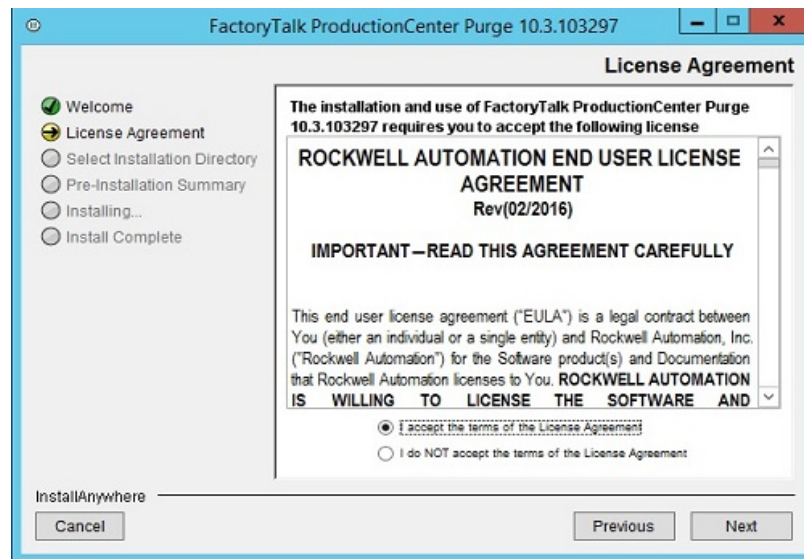 FactoryTalk ProductionCenter Purge 10.3.103297
License Agreement
Welcome
License Agreement
Select Installation Directory
Pre-Installation Summary
Installing...
Install Complete
The installation and use of FactoryTalk ProductionCenter Purge
10.3.103297 requires you to accept the following license
ROCKWELL AUTOMATION END USER LICENSE
AGREEMENT
Rev(02/2016)
IMPORTANT—READ THIS AGREEMENT CAREFULLY
This end user license agreement ("EULA") is a legal contract between
You (either an individual or a single entity) and Rockwell Automation, Inc.
("Rockwell Automation") for the Software product(s) and Documentation
that Rockwell Automation licenses to You. ROCKWELL AUTOMATION
IS WILLING TO LICENSE THE SOFTWARE AND
I accept the terms of the License Agreement
I do NOT accept the terms of the License Agreement
InstallAnywhere
Cancel
Previous
Next